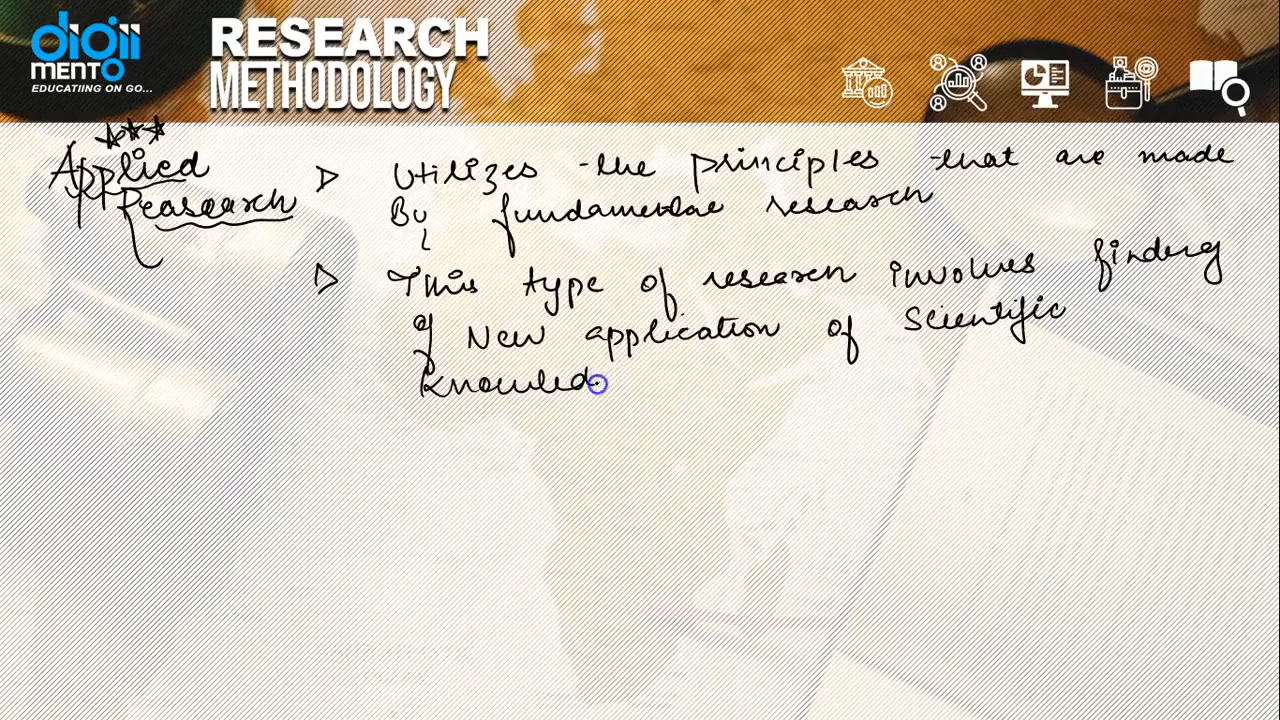 digii
MENTO
EDUCATIING ON GO...
RESEARCH
METHODOLOGY
Applied
Reasearch
Utilizes the principles that are made
By fundamental research
This type of research involves finding
of New application of Scientific
Knowled